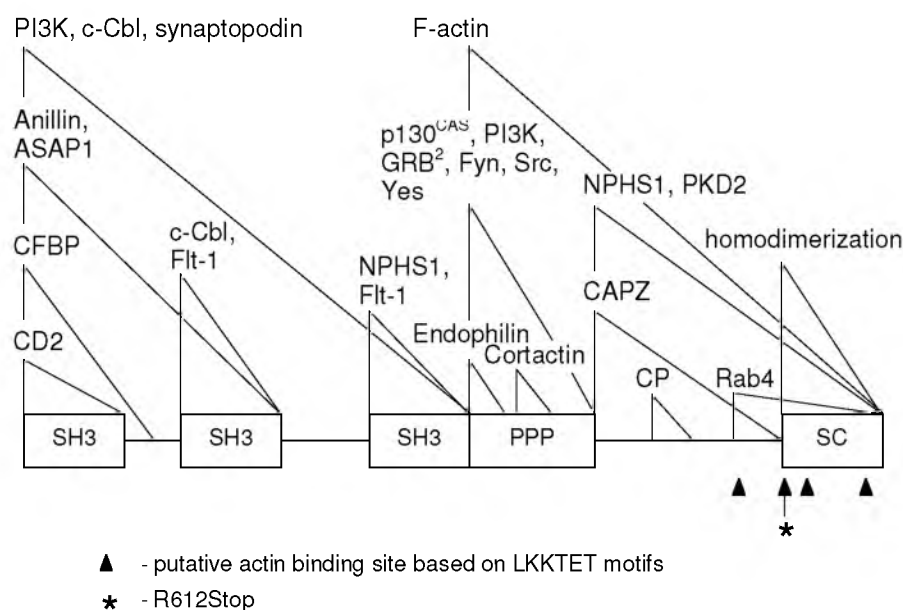 PI3K, c-Cbl, synaptopodin
F-actin
Anillin,
ASAP1
p130CAS, PI3K,
GRB2, Fyn, Src,
Yes
NPHS1, PKD2
CFBP
c-Cbl,
Flt-1
homodimerization
NPHS1,
Flt-1
CAPZ
CD2
Endophilin
Cortactin
CP
Rab4
SH3
SH3
SH3
PPP
SC
*
▲ - putative actin binding site based on LKKTET motifs
* - R612Stop